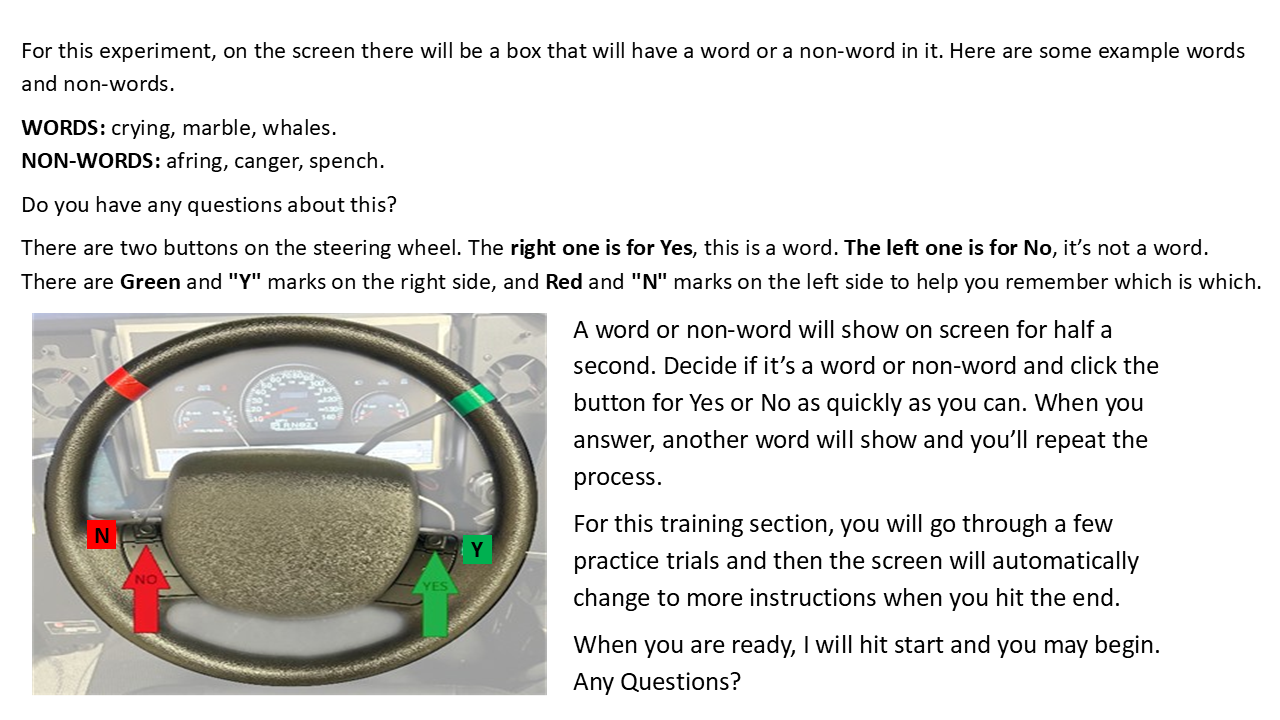 For this experiment, on the screen there will be a box that will have a word or a non-word in it. Here are some example words
and non-words.
WORDS: crying, marble, whales.
NON-WORDS: afring, canger, spench.
Do you have any questions about this?
There are two buttons on the steering wheel. The right one is for Yes, this is a word. The left one is for No, it’s not a word.
There are Green and "Y" marks on the right side, and Red and "N" marks on the left side to help you remember which is which.
N
NO
Y
YES
A word or non-word will show on screen for half a
second. Decide if it’s a word or non-word and click the
button for Yes or No as quickly as you can. When you
answer, another word will show and you’ll repeat the
process.
For this training section, you will go through a few
practice trials and then the screen will automatically
change to more instructions when you hit the end.
When you are ready, I will hit start and you may begin.
Any Questions?